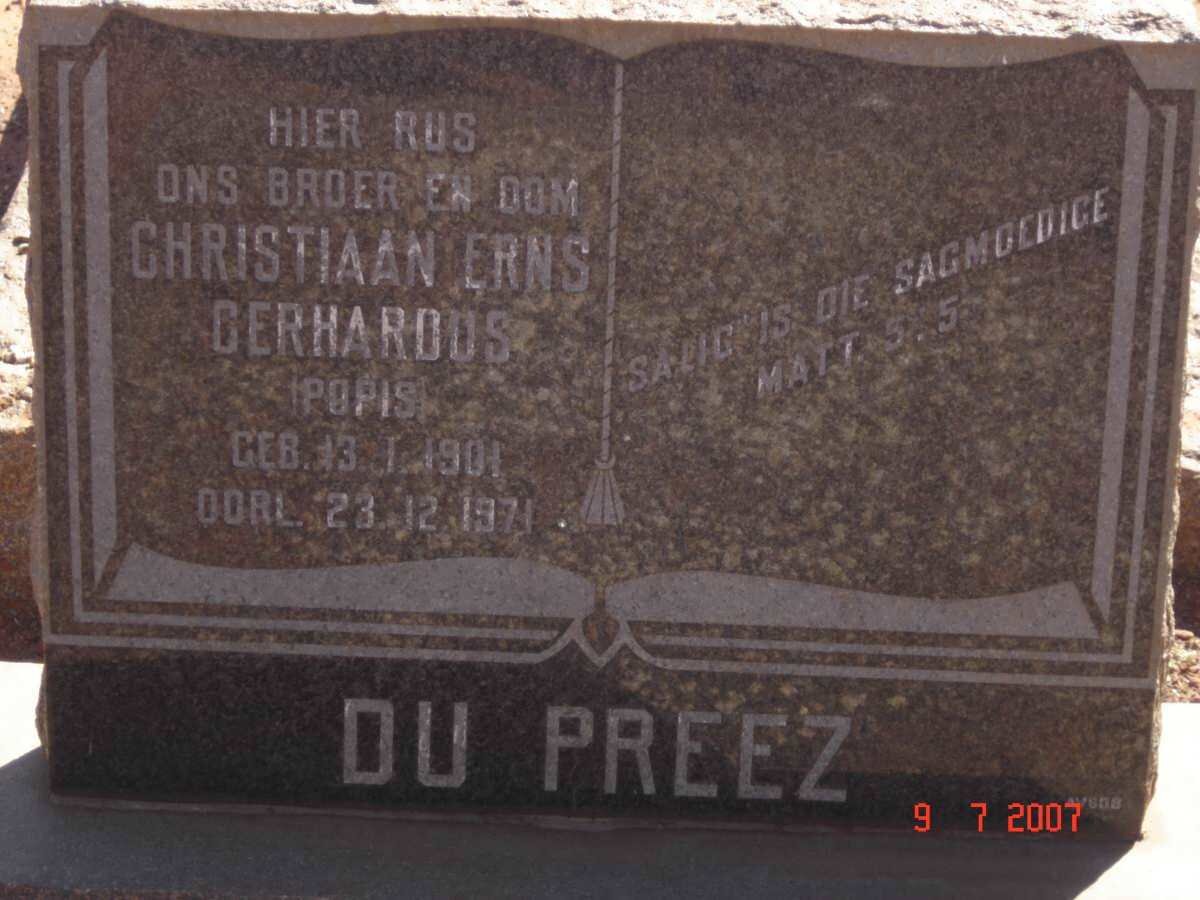 HIER RUS
ONS BROER EN OOM
CHRISTIAAN ERNS
GERHARDUS
(POPIS)
GEB. 13.1.1901
OORL. 23.12.1971
"SALIG" IS DIE SAGMOEDIGE
MATT 5:5
DU PREEZ
9 7 2007